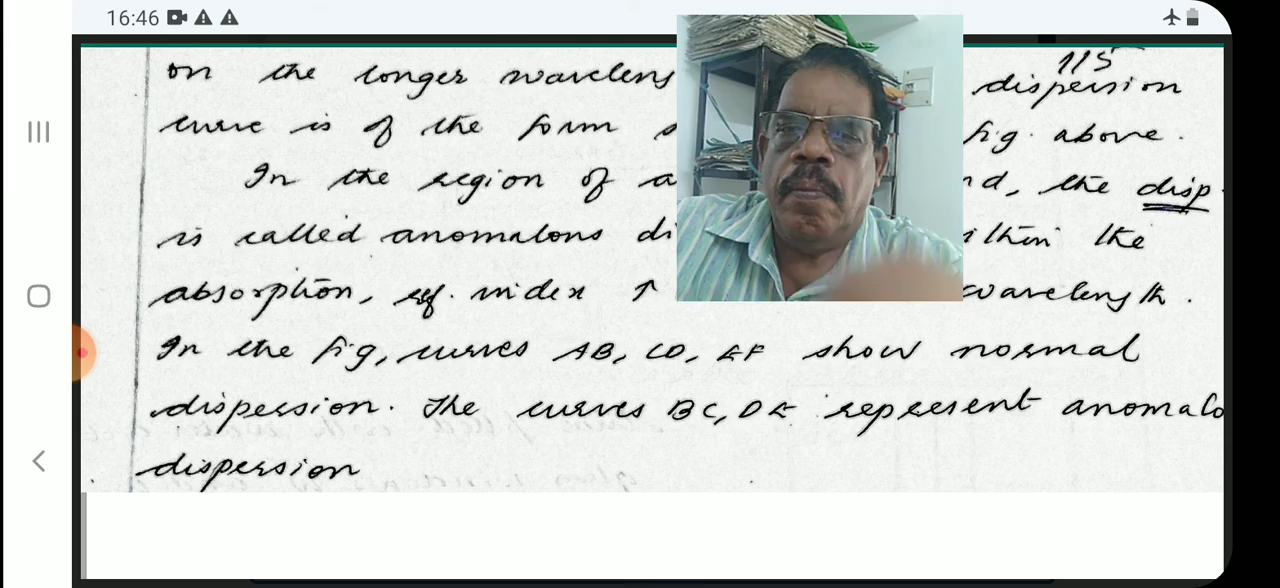 16:46
115
on the longer wavelens dispersion
curve is of the form s fig. above.
In the region of a nd, the disp.
is called anomalous di ithin the
absorption, ref. index ↑ wavelength.
In the fig, curves AB, CD, EF show normal
dispersion. The curves BC, DE represent anomalo
dispersion